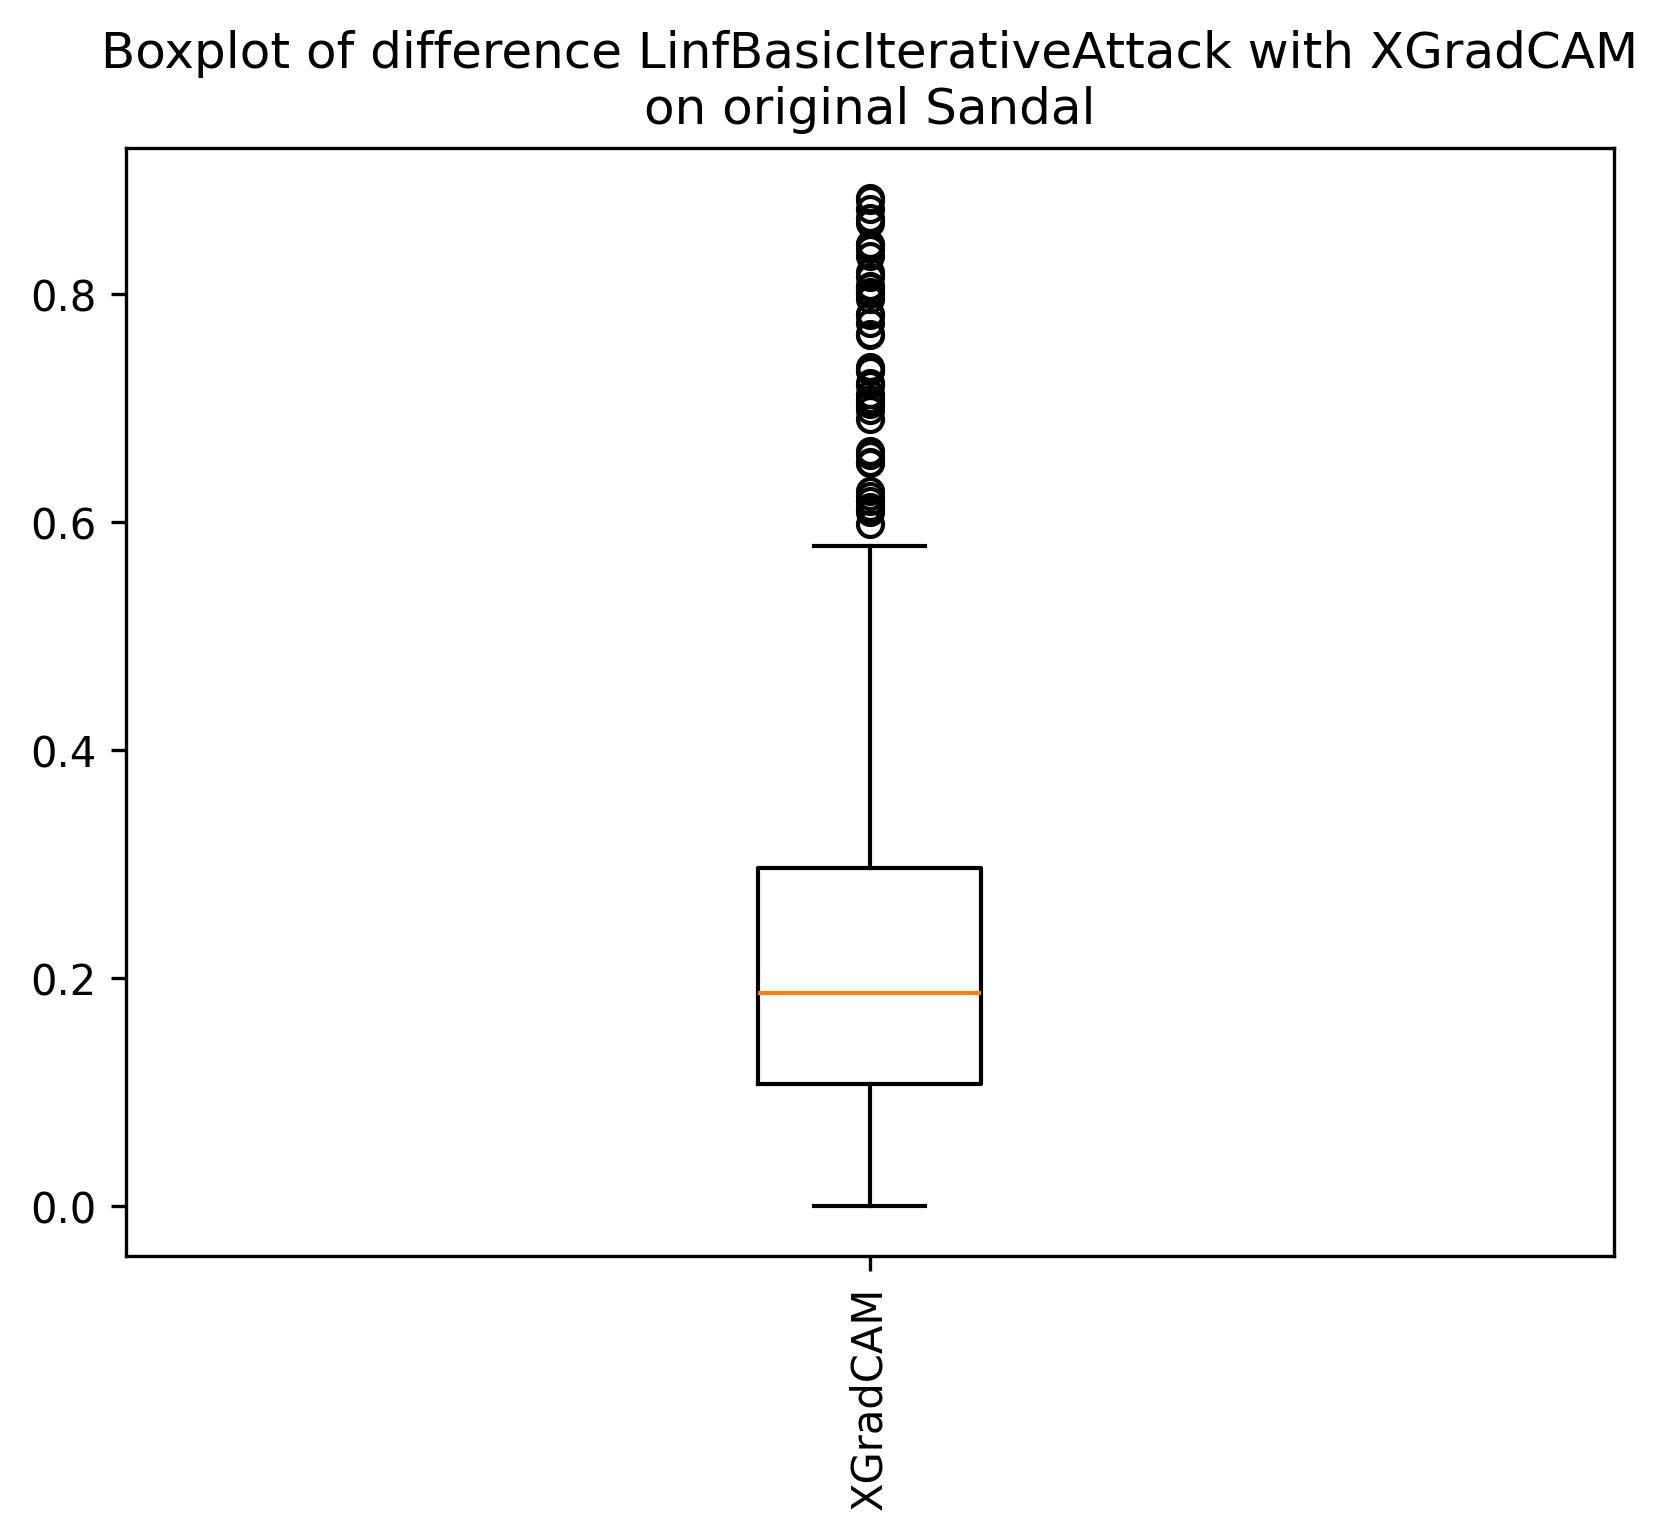 Boxplot of difference LinfBasicIterativeAttack with XGradCAM
on original Sandal
0.8
0.6
0.4
0.2
0.0
XGradCAM